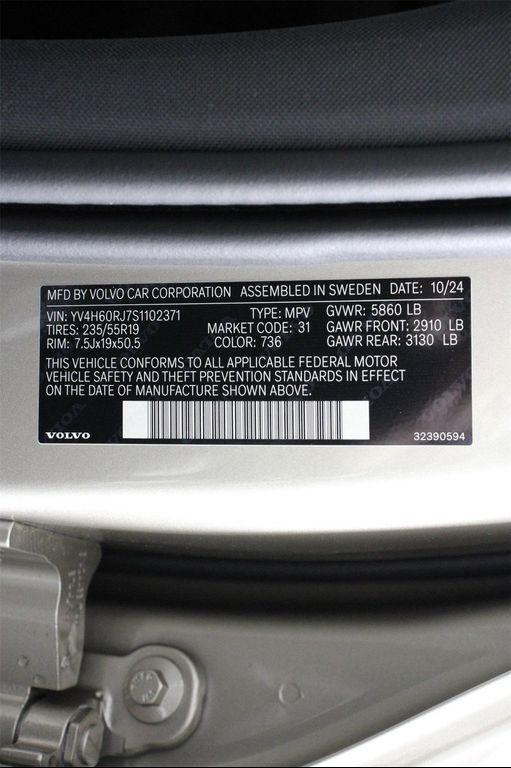 MFD BY VOLVO CAR CORPORATION ASSEMBLED IN SWEDEN DATE: 10/24
VIN: YV4H60RJ7S1102371 TYPE: MPV GVWR: 5860 LB
TIRES: 235/55R19 MARKET CODE: 31 GAWR FRONT: 2910 LB
RIM: 7.5Jx19x50.5 COLOR: 736 GAWR REAR: 3130 LB
THIS VEHICLE CONFORMS TO ALL APPLICABLE FEDERAL MOTOR
VEHICLE SAFETY AND THEFT PREVENTION STANDARDS IN EFFECT
ON THE DATE OF MANUFACTURE SHOWN ABOVE.
VOLVO 32390594